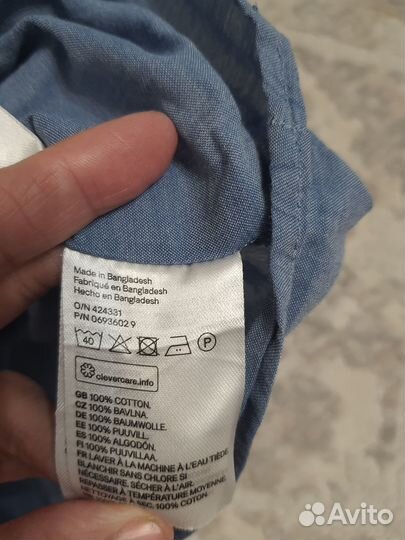 Made in Bangladesh
Fabriqué en Bangladesh
Hecho en Bangladesh
O/N 424331
P/N 06936029
40 P
clevercare.info
GB 100% COTTON.
CZ 100% BAVLNA.
DE 100% BAUMWOLLE.
EE 100% PUUVILL.
ES 100% ALGODÓN.
FI 100% PUUVILLAA.
FR LAVER À LA MACHINE À L'EAU TIÈDE
BLANCHIR SANS CHLORE SI
NÉCESSAIRE. SÉCHER À L'AIR.
REPASSER À TEMPÉRATURE MOYENNE.
NETTOYAGE À SEC. 100% COTON.
Avito